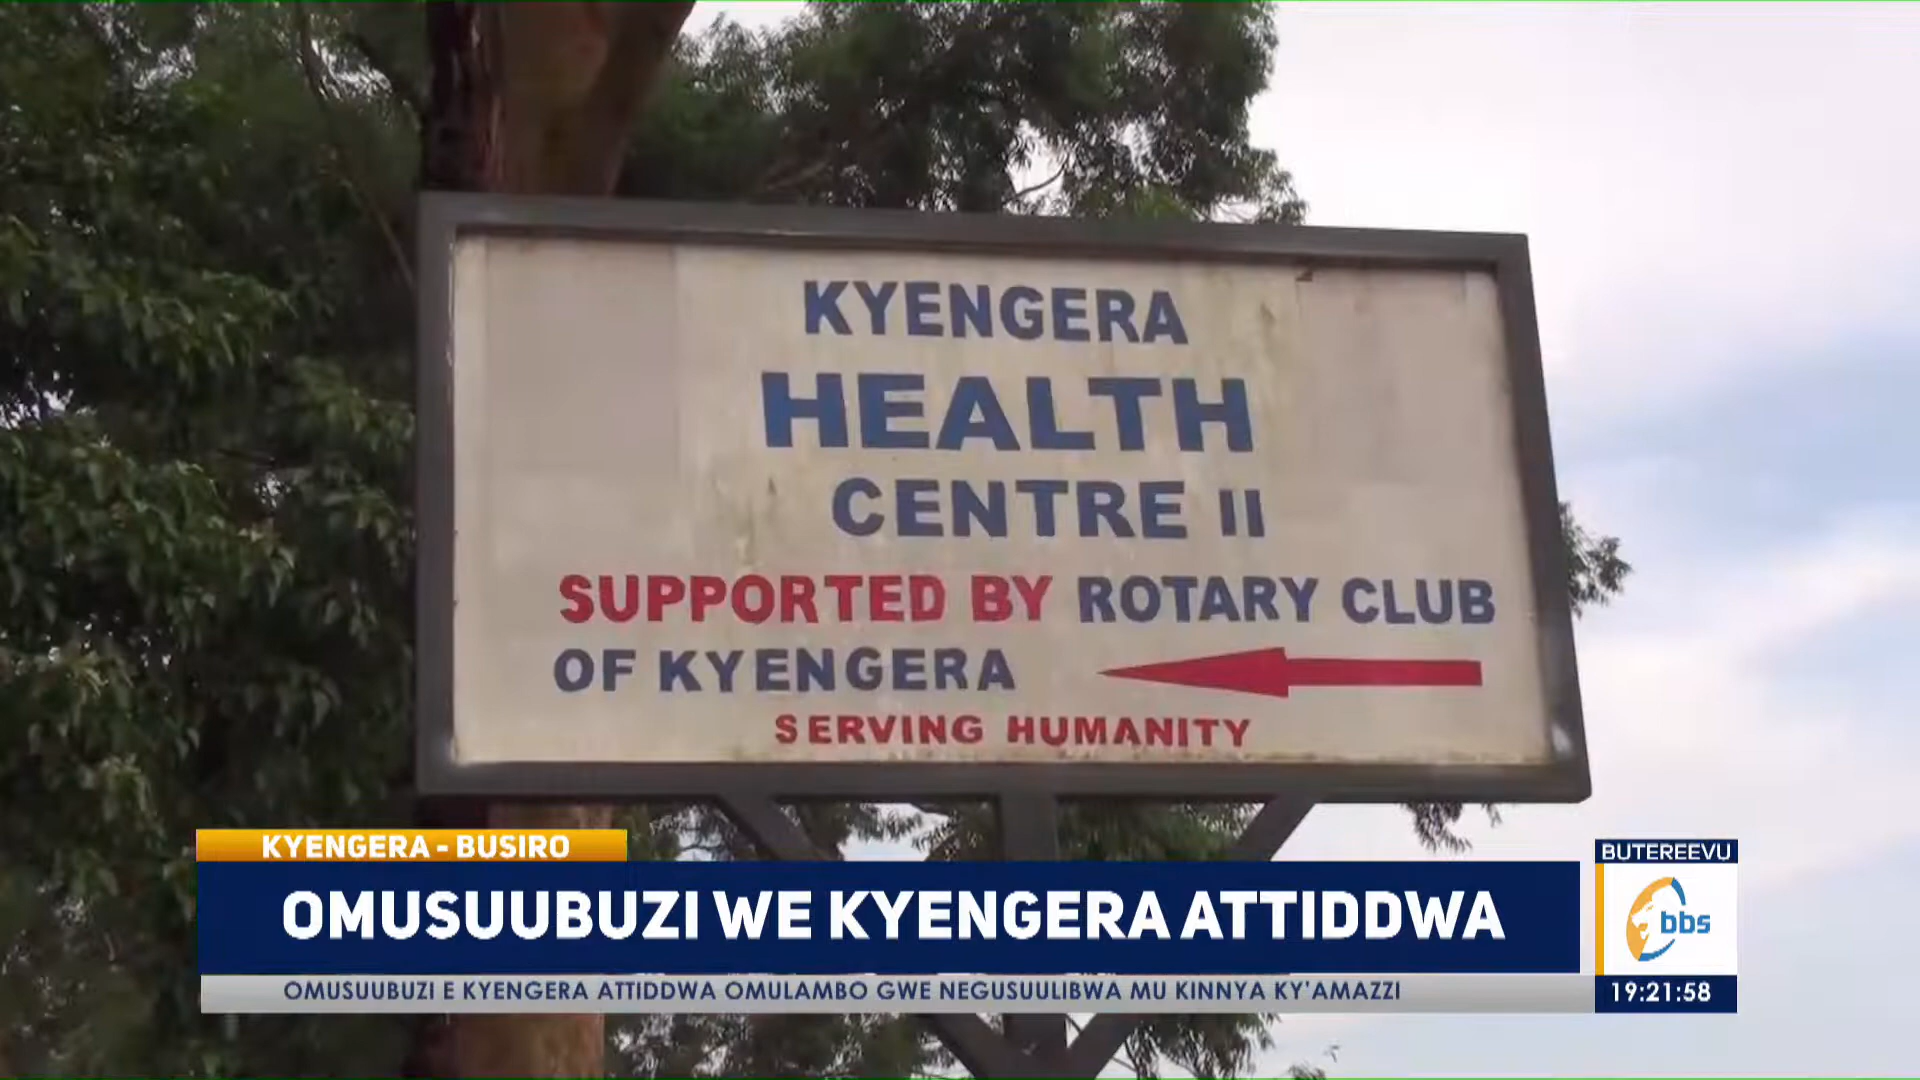 KYENGERA
HEALTH
CENTRE II
SUPPORTED BY ROTARY CLUB
OF KYENGERA
SERVING HUMANITY
KYENGERA - BUSIRO
OMUSUUBUZI WE KYENGERA ATTIDDWA
OMUSUUBUZI E KYENGERA ATTIDDWA OMULAMBO GWE NEGUSUULIBWA MU KINNYA KY'AMAZZI
BUTEREEVU
bbs
19:21:58